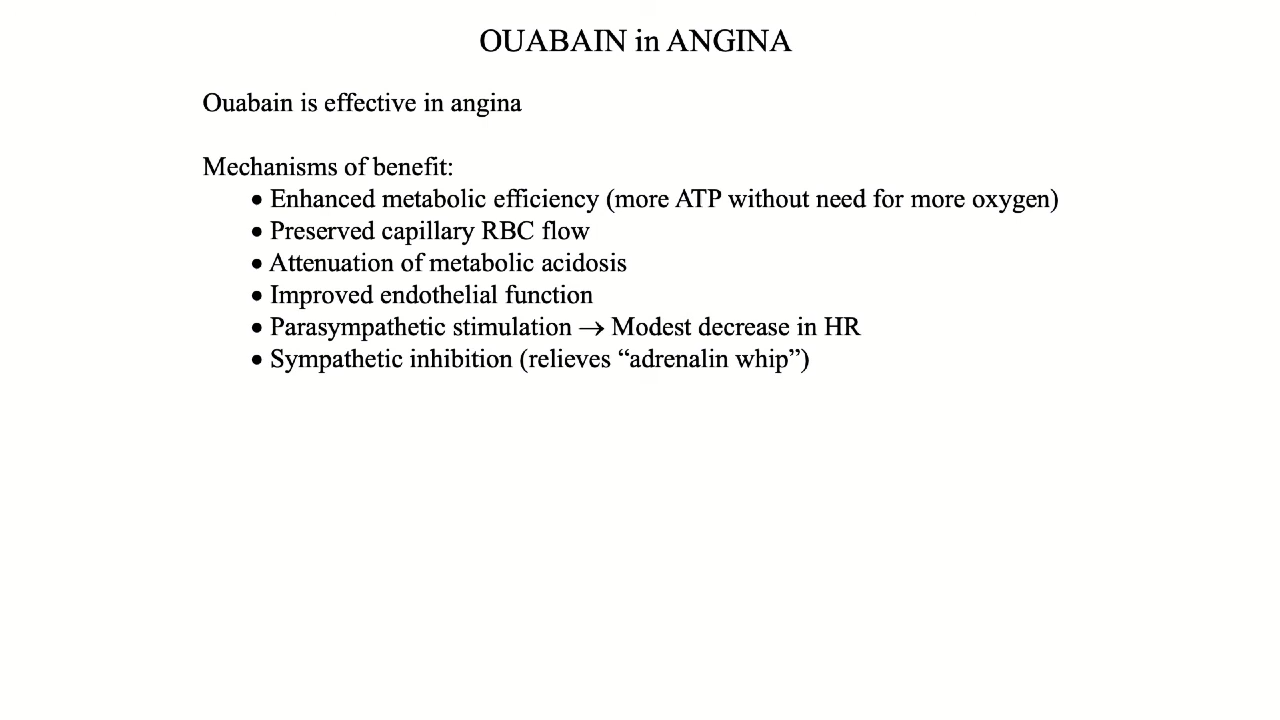 OUABAIN in ANGINA
Ouabain is effective in angina
Mechanisms of benefit:
• Enhanced metabolic efficiency (more ATP without need for more oxygen)
• Preserved capillary RBC flow
• Attenuation of metabolic acidosis
• Improved endothelial function
• Parasympathetic stimulation → Modest decrease in HR
• Sympathetic inhibition (relieves “adrenalin whip”)